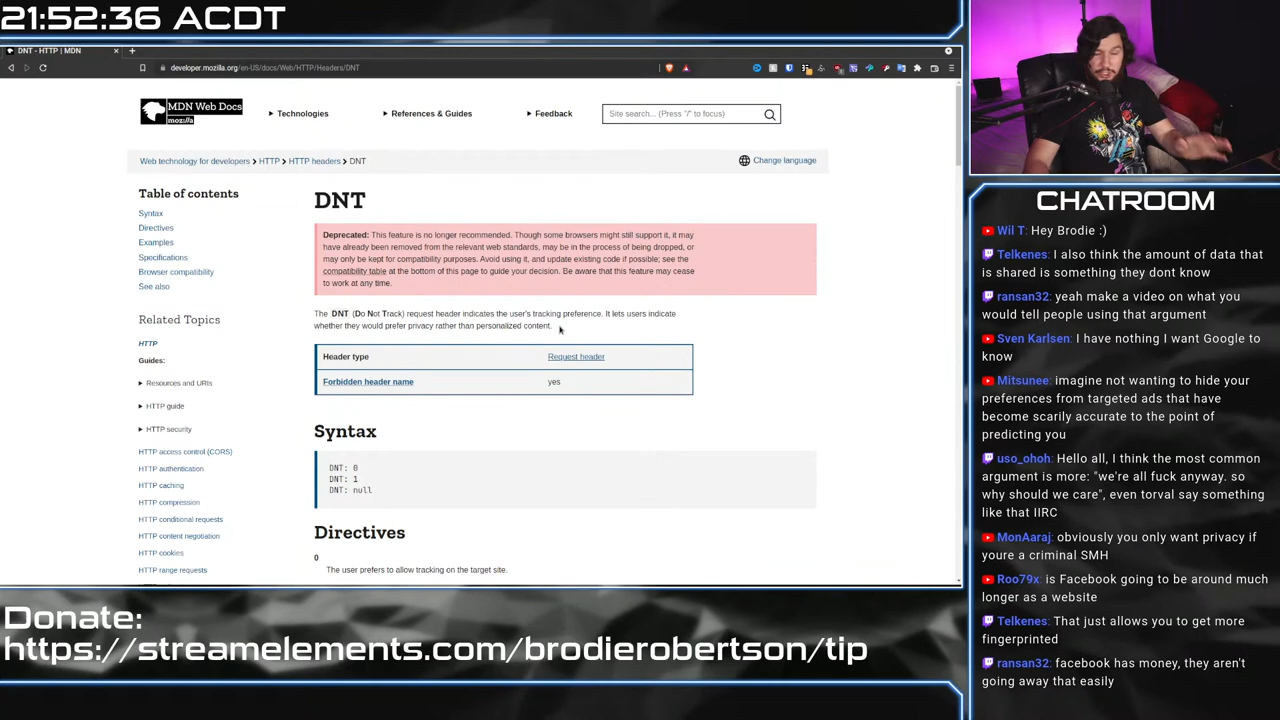 21:52:36 ACDT
DNT - HTTP | MDN
developer.mozilla.org/en-US/docs/Web/HTTP/Headers/DNT
MDN Web Docs
moz://a
Technologies
References & Guides
Feedback
Site search... (Press "/" to focus)
Web technology for developers
HTTP
HTTP headers
DNT
Change language
Table of contents
Syntax
Directives
Examples
Specifications
Browser compatibility
See also
Related Topics
HTTP
Guides:
Resources and URIs
HTTP guide
HTTP security
HTTP access control (CORS)
HTTP authentication
HTTP caching
HTTP compression
HTTP conditional requests
HTTP content negotiation
HTTP cookies
HTTP range requests
DNT
Deprecated: This feature is no longer recommended. Though some browsers might still support it, it may
have already been removed from the relevant web standards, may be in the process of being dropped, or
may only be kept for compatibility purposes. Avoid using it, and update existing code if possible; see the
compatibility table at the bottom of this page to guide your decision. Be aware that this feature may cease
to work at any time.
The DNT (Do Not Track) request header indicates the user's tracking preference. It lets users indicate
whether they would prefer privacy rather than personalized content.
Header type Request header
Forbidden header name yes
Syntax
DNT: 0
DNT: 1
DNT: null
Directives
0
The user prefers to allow tracking on the target site.
CHATROOM
Wil T: Hey Brodie :)
Telkenes: I also think the amount of data that
is shared is something they dont know
ransan32: yeah make a video on what you
would tell people using that argument
Sven Karlsen: I have nothing I want Google to
know
Mitsunee: imagine not wanting to hide your
preferences from targeted ads that have
become scarily accurate to the point of
predicting you
uso_ohoh: Hello all, I think the most common
argument is more: "we're all fuck anyway. so
why should we care", even torval say something
like that IIRC
MonAaraj: obviously you only want privacy if
youre a criminal SMH
Roo79x: is Facebook going to be around much
longer as a website
Telkenes: That just allows you to get more
fingerprinted
ransan32: facebook has money, they aren't
going away that easily
Donate:
https://streamelements.com/brodierobertson/tip